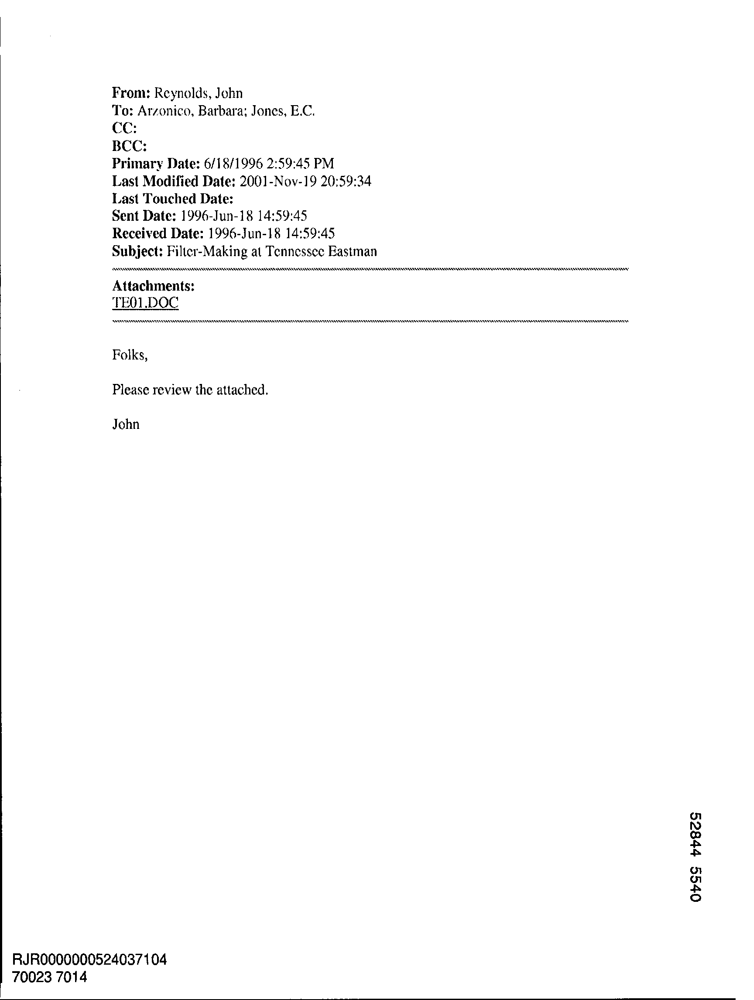 From: Reynolds, John
To: Arzonico, Barbara; Jones, E.C.
CC:
BCC:
Primary Date: 6/18/1996 2:59:45 PM
Last Modified Date: 2001-Nov-19 20:59:34
Last Touched Date:
Sent Date: 1996-Jun-18 14:59:45
Received Date: 1996-Jun-18 14:59:45
Subject: Filter-Making at Tennessee Eastman
Attachments:
TE01.DOC
Folks,
Please review the attached.
John
52844 5540
RJR0000000524037104
70023 7014